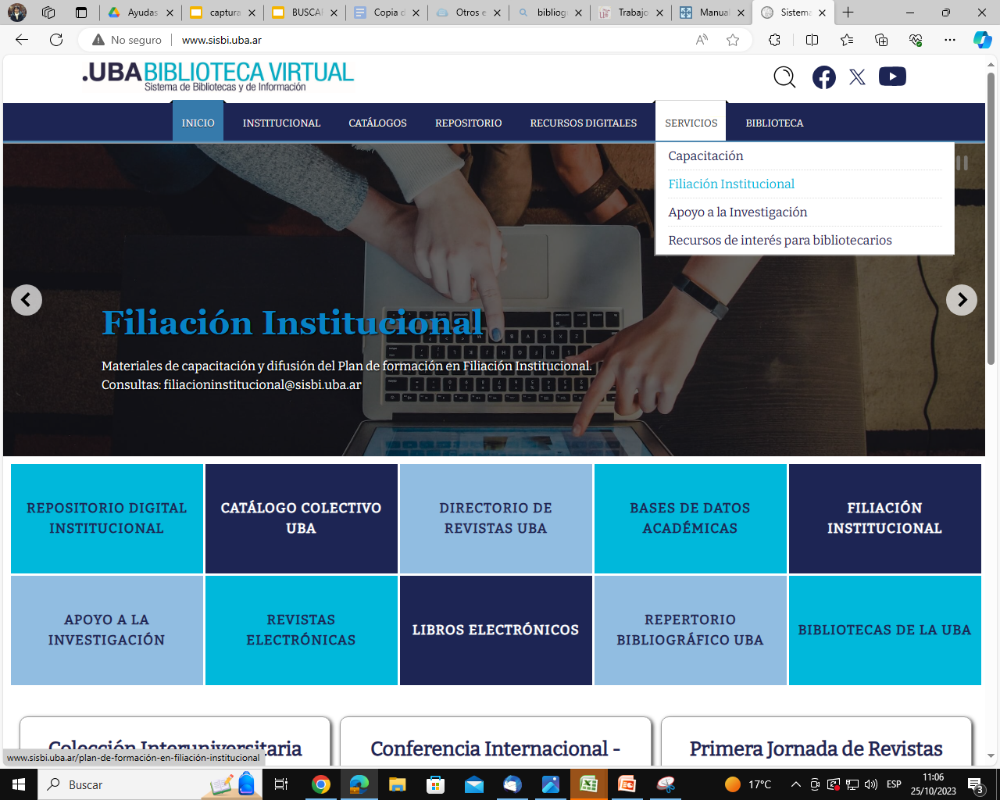 Ayudas
captura
BUSCAR
Copia d
Otros e
bibliog
Trabajo
Manual
Sistema
No seguro
www.sisbi.uba.ar
.UBA BIBLIOTECA VIRTUAL
Sistema de Bibliotecas y de Información
INICIO
INSTITUCIONAL
CATÁLOGOS
REPOSITORIO
RECURSOS DIGITALES
SERVICIOS
BIBLIOTECA
Capacitación
Filiación Institucional
Apoyo a la Investigación
Recursos de interés para bibliotecarios
Filiación Institucional
Materiales de capacitación y difusión del Plan de formación en Filiación Institucional.
Consultas: filiacioninstitucional@sisbi.uba.ar
REPOSITORIO DIGITAL
INSTITUCIONAL
CATÁLOGO COLECTIVO
UBA
DIRECTORIO DE
REVISTAS UBA
BASES DE DATOS
ACADÉMICAS
FILIACIÓN
INSTITUCIONAL
APOYO A LA
INVESTIGACIÓN
REVISTAS
ELECTRÓNICAS
LIBROS ELECTRÓNICOS
REPERTORIO
BIBLIOGRÁFICO UBA
BIBLIOTECAS DE LA UBA
Colección Interuniversitaria
Conferencia Internacional -
Primera Jornada de Revistas
www.sisbi.uba.ar/plan-de-formación-en-filiación-institucional
Buscar
17°C
ESP
11:06
25/10/2023
3